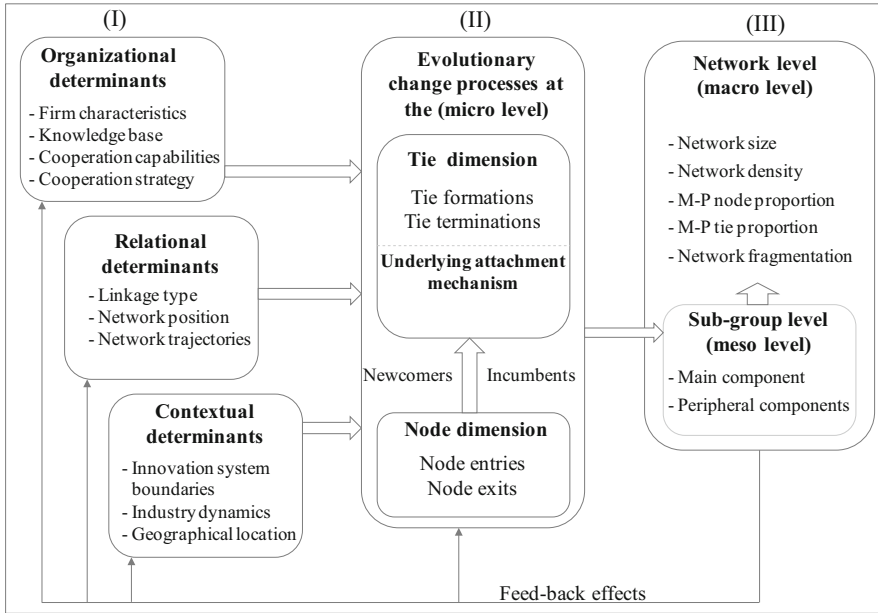 (I)
Organizational
determinants
- Firm characteristics
- Knowledge base
- Cooperation capabilities
- Cooperation strategy
Relational
determinants
- Linkage type
- Network position
- Network trajectories
Contextual
determinants
- Innovation system
boundaries
- Industry dynamics
- Geographical location
(II)
Evolutionary
change processes at
the (micro level)
Tie dimension
Tie formations
Tie terminations
Underlying attachment
mechanism
Newcomers
Incumbents
Node dimension
Node entries
Node exits
(III)
Network level
(macro level)
- Network size
- Network density
- M-P node proportion
- M-P tie proportion
- Network fragmentation
Sub-group level
(meso level)
- Main component
- Peripheral components
Feed-back effects